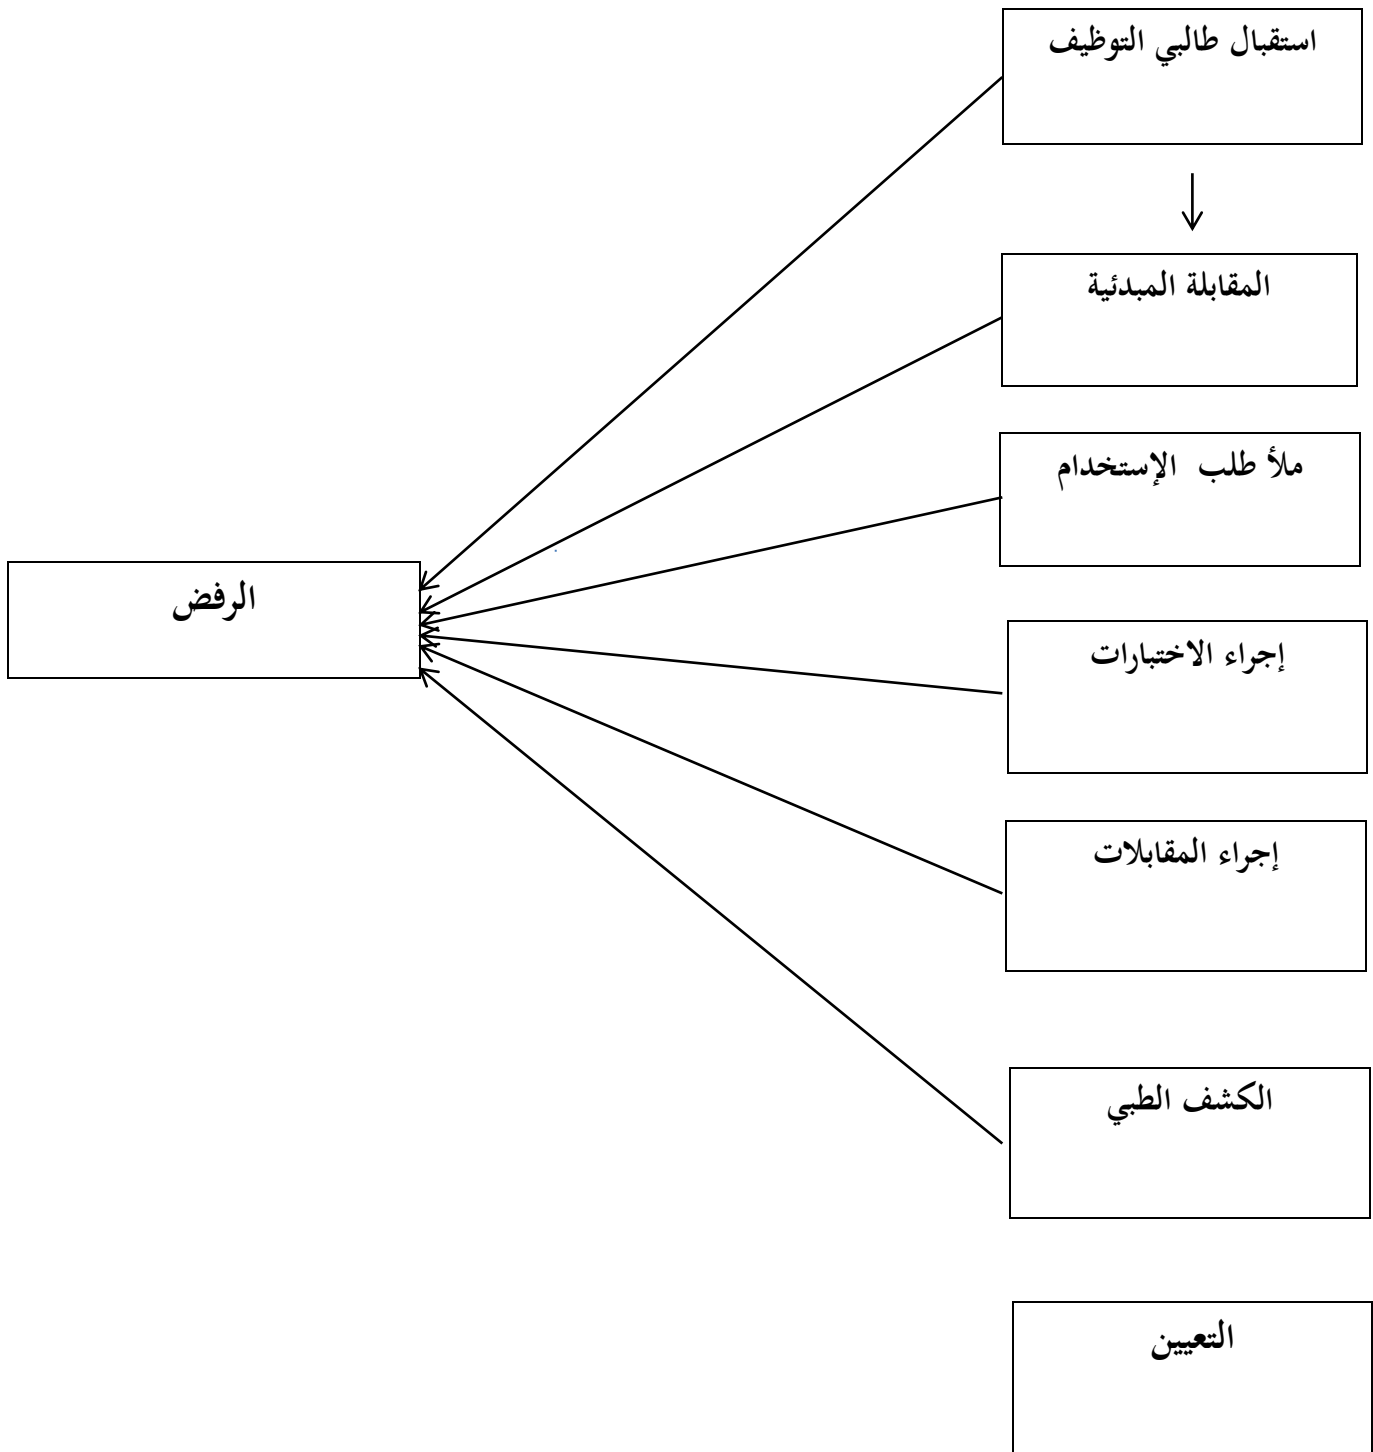 استقبال طالبي التوظيف
المقابلة المبدئية
ملأ طلب الإستخدام
الرفض
إجراء الاختبارات
إجراء المقابلات
الكشف الطبي
التعيين